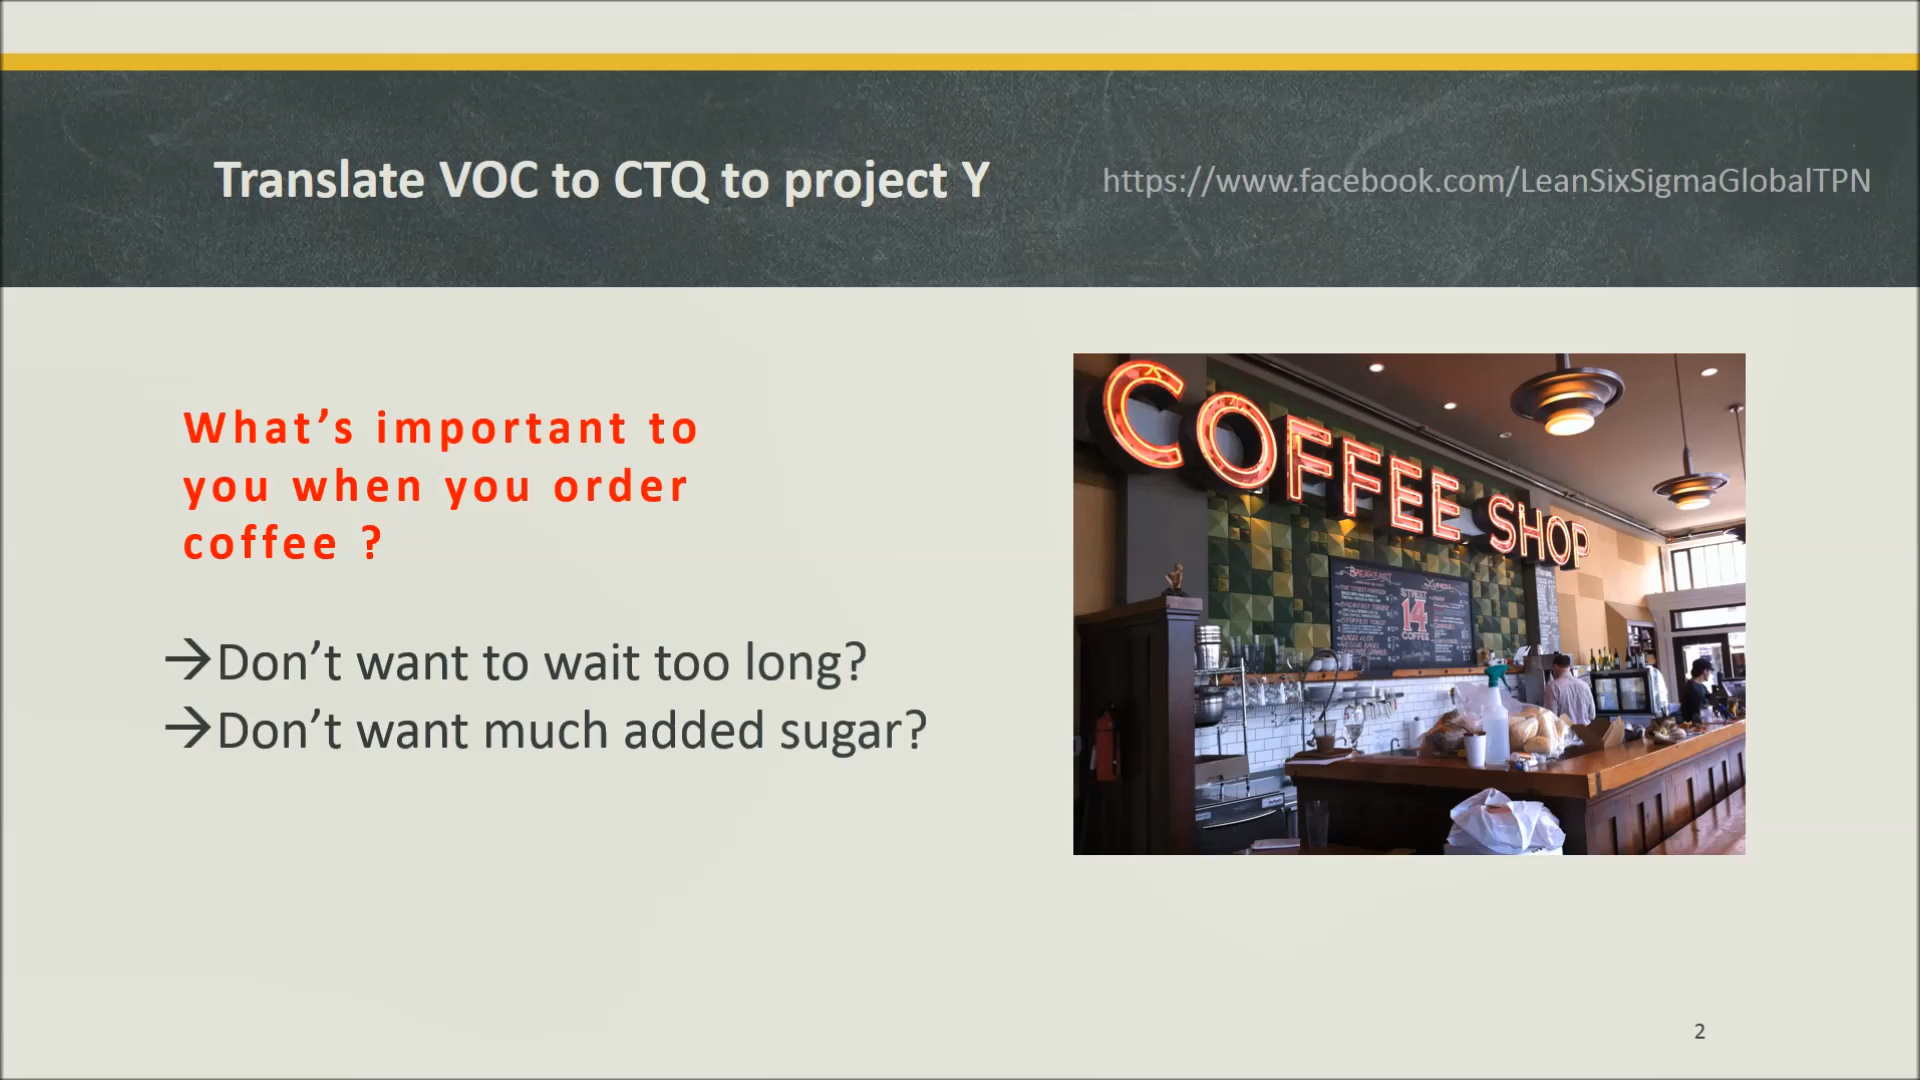 Translate VOC to CTQ to project Y
https://www.facebook.com/LeanSixSigmaGlobalTPN
What’s important to
you when you order
coffee ?
→Don’t want to wait too long?
→Don’t want much added sugar?
COFFEE SHOP
BREAKFAST
STREET
14
COFFEE
2